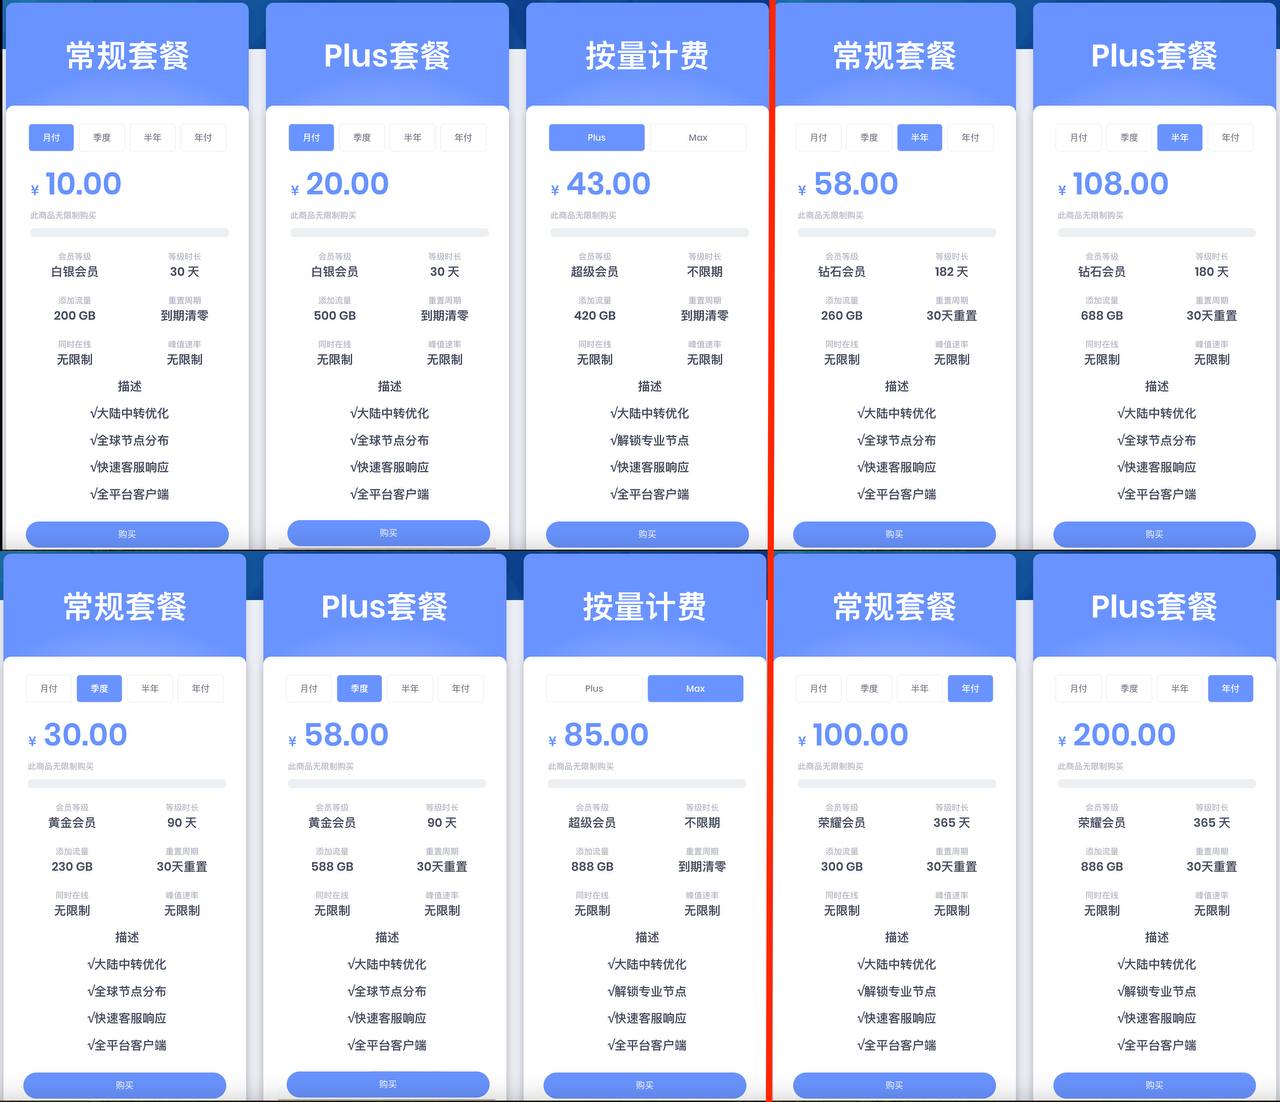 常规套餐
月付 季度 半年 年付
¥ 10.00
此商品无限制购买
会员等级 等级时长
白银会员 30 天
添加流量 重置周期
200 GB 到期清零
同时在线 峰值速率
无限制 无限制
描述
√大陆中转优化
√全球节点分布
√快速客服响应
√全平台客户端
购买
Plus套餐
月付 季度 半年 年付
¥ 20.00
此商品无限制购买
会员等级 等级时长
白银会员 30 天
添加流量 重置周期
500 GB 到期清零
同时在线 峰值速率
无限制 无限制
描述
√大陆中转优化
√全球节点分布
√快速客服响应
√全平台客户端
购买
按量计费
Plus Max
¥ 43.00
此商品无限制购买
会员等级 等级时长
超级会员 不限期
添加流量 重置周期
420 GB 到期清零
同时在线 峰值速率
无限制 无限制
描述
√大陆中转优化
√解锁专业节点
√快速客服响应
√全平台客户端
购买
常规套餐
月付 季度 半年 年付
¥ 58.00
此商品无限制购买
会员等级 等级时长
钻石会员 182 天
添加流量 重置周期
260 GB 30天重置
同时在线 峰值速率
无限制 无限制
描述
√大陆中转优化
√全球节点分布
√快速客服响应
√全平台客户端
购买
Plus套餐
月付 季度 半年 年付
¥ 108.00
此商品无限制购买
会员等级 等级时长
钻石会员 180 天
添加流量 重置周期
688 GB 30天重置
同时在线 峰值速率
无限制 无限制
描述
√大陆中转优化
√全球节点分布
√快速客服响应
√全平台客户端
购买
常规套餐
月付 季度 半年 年付
¥ 30.00
此商品无限制购买
会员等级 等级时长
黄金会员 90 天
添加流量 重置周期
230 GB 30天重置
同时在线 峰值速率
无限制 无限制
描述
√大陆中转优化
√全球节点分布
√快速客服响应
√全平台客户端
购买
Plus套餐
月付 季度 半年 年付
¥ 58.00
此商品无限制购买
会员等级 等级时长
黄金会员 90 天
添加流量 重置周期
588 GB 30天重置
同时在线 峰值速率
无限制 无限制
描述
√大陆中转优化
√全球节点分布
√快速客服响应
√全平台客户端
购买
按量计费
Plus Max
¥ 85.00
此商品无限制购买
会员等级 等级时长
超级会员 不限期
添加流量 重置周期
888 GB 到期清零
同时在线 峰值速率
无限制 无限制
描述
√大陆中转优化
√解锁专业节点
√快速客服响应
√全平台客户端
购买
常规套餐
月付 季度 半年 年付
¥ 100.00
此商品无限制购买
会员等级 等级时长
荣耀会员 365 天
添加流量 重置周期
300 GB 30天重置
同时在线 峰值速率
无限制 无限制
描述
√大陆中转优化
√解锁专业节点
√快速客服响应
√全平台客户端
购买
Plus套餐
月付 季度 半年 年付
¥ 200.00
此商品无限制购买
会员等级 等级时长
荣耀会员 365 天
添加流量 重置周期
886 GB 30天重置
同时在线 峰值速率
无限制 无限制
描述
√大陆中转优化
√解锁专业节点
√快速客服响应
√全平台客户端
购买